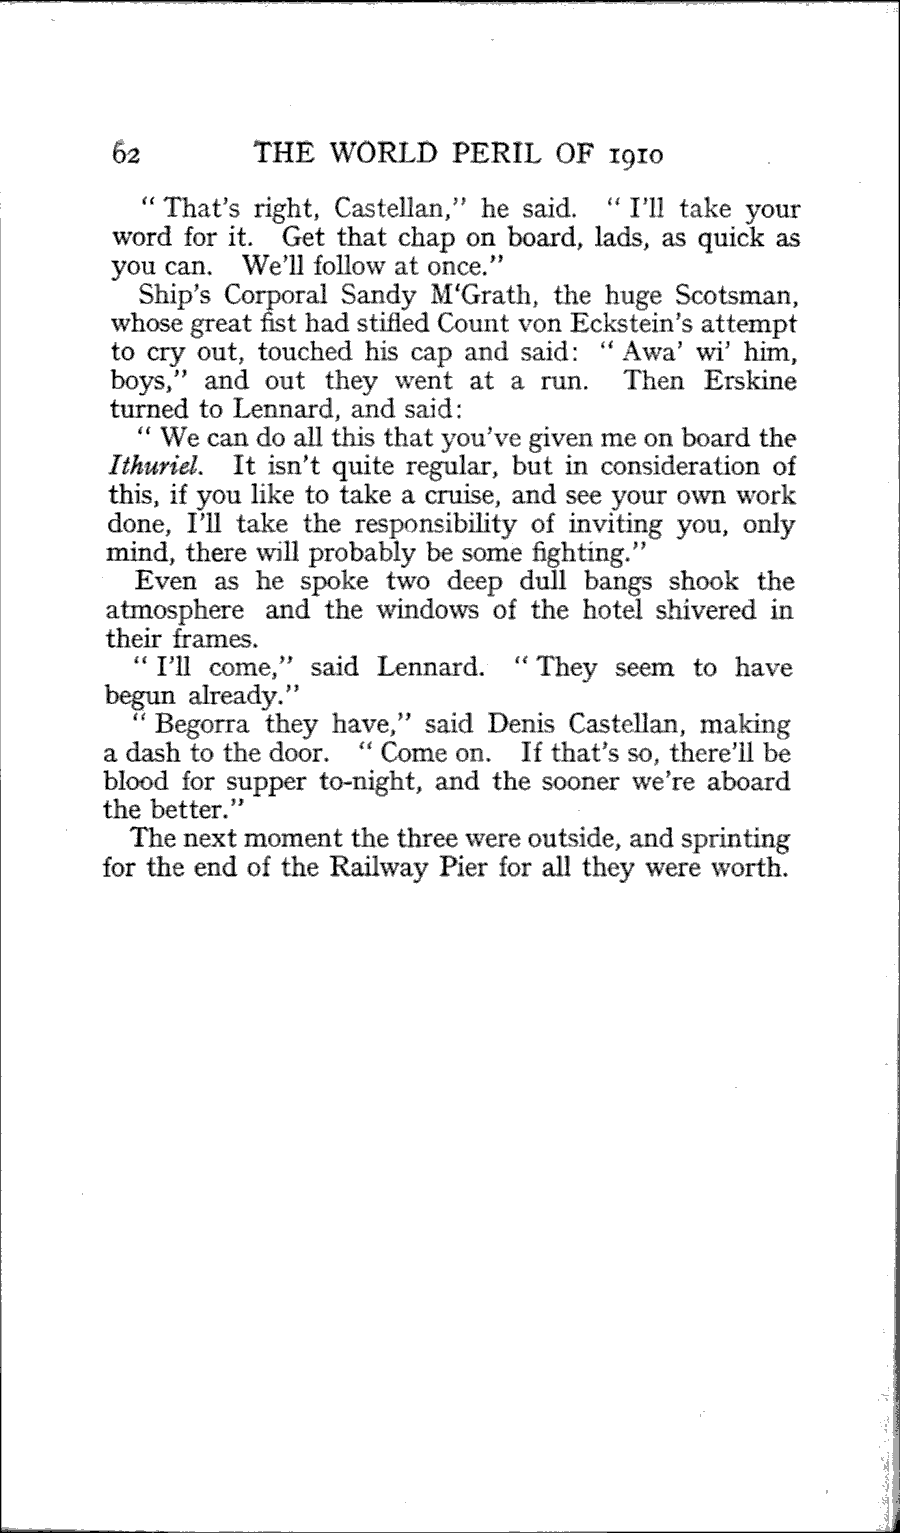 62 THE WORLD PERIL OF 1910
“ That’s right, Castellan,” he said. “ I’ll take your
word for it. Get that chap on board, lads, as quick as
you can. We’ll follow at once.”
Ship’s Corporal Sandy M‘Grath, the huge Scotsman,
whose great fist had stifled Count von Eckstein’s attempt
to cry out, touched his cap and said: “ Awa’ wi’ him,
boys,” and out they went at a run. Then Erskine
turned to Lennard, and said:
“ We can do all this that you’ve given me on board the
Ithuriel. It isn’t quite regular, but in consideration of
this, if you like to take a cruise, and see your own work
done, I’ll take the responsibility of inviting you, only
mind, there will probably be some fighting.”
Even as he spoke two deep dull bangs shook the
atmosphere and the windows of the hotel shivered in
their frames.
“ I’ll come,” said Lennard. “ They seem to have
begun already.”
“ Begorra they have,” said Denis Castellan, making
a dash to the door. “ Come on. If that’s so, there’ll be
blood for supper to-night, and the sooner we’re aboard
the better.”
The next moment the three were outside, and sprinting
for the end of the Railway Pier for all they were worth.